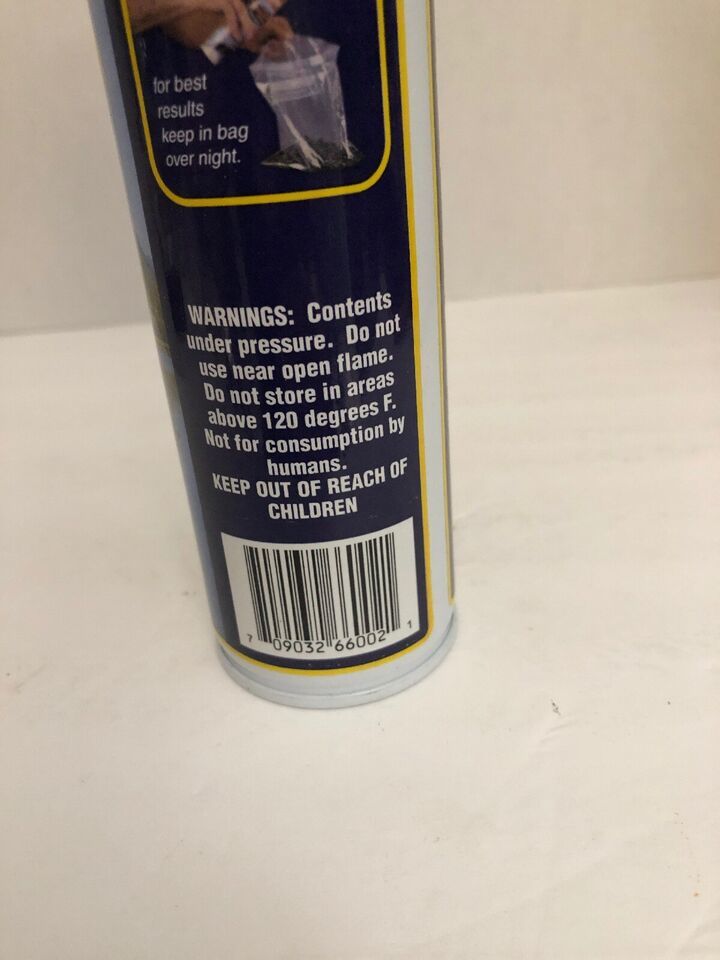 for best
results
keep in bag
over night.
WARNINGS: Contents
under pressure. Do not
use near open flame.
Do not store in areas
above 120 degrees F.
Not for consumption by
humans.
KEEP OUT OF REACH OF
CHILDREN
7 09032 66002 1